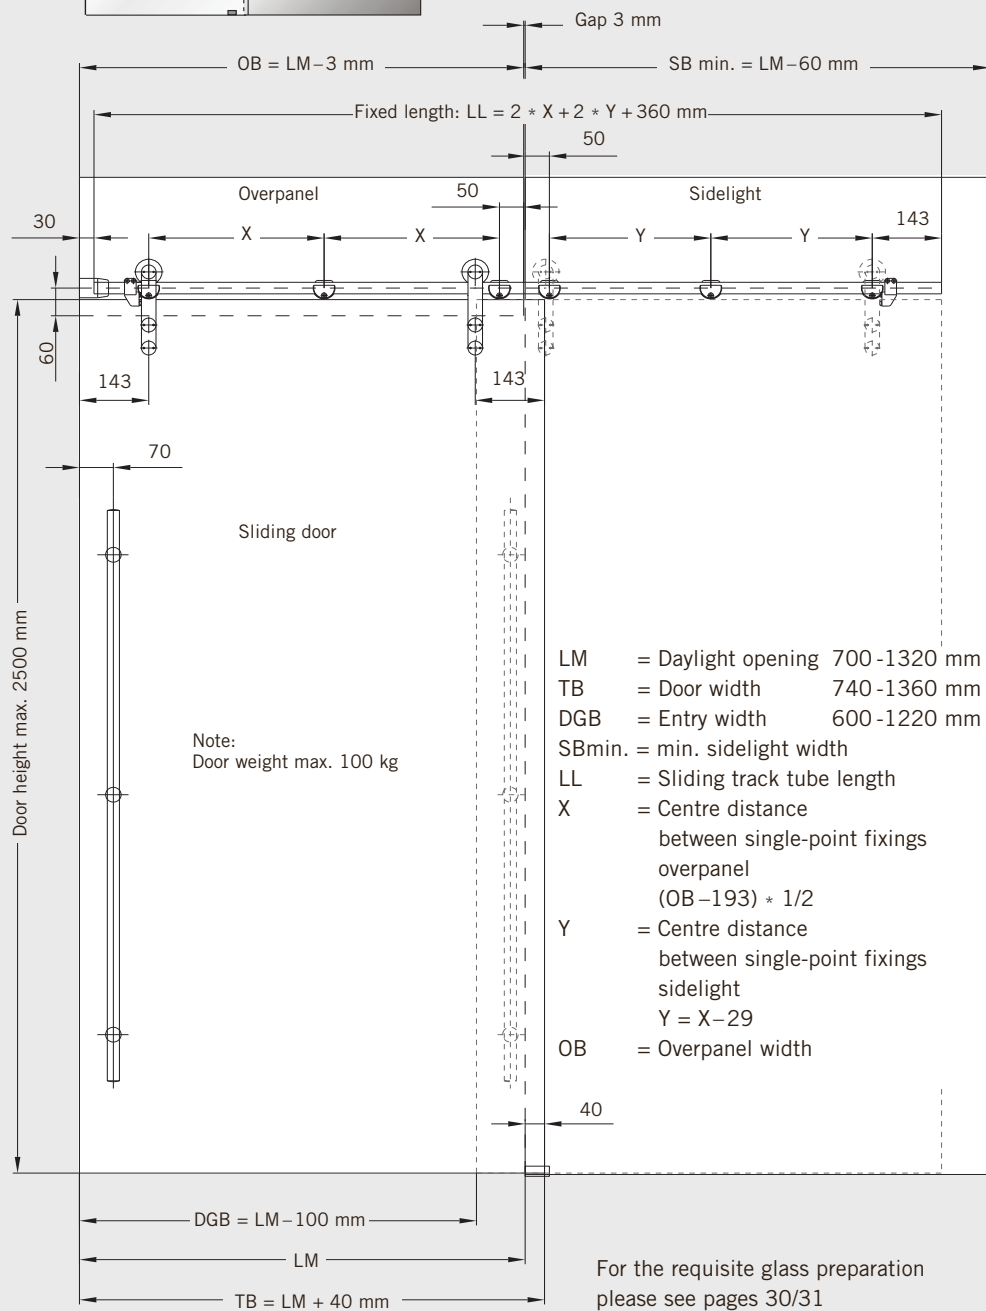 Gap 3 mm
OB = LM–3 mm
SB min. = LM–60 mm
Fixed length: LL = 2 * X + 2 * Y + 360 mm
50
Overpanel
50
Sidelight
30
X
X
Y
Y
143
60
143
143
70
Sliding door
Door height max. 2500 mm
Note:
Door weight max. 100 kg
LM = Daylight opening 700 -1320 mm
TB = Door width 740 -1360 mm
DGB = Entry width 600 -1220 mm
SBmin. = min. sidelight width
LL = Sliding track tube length
X = Centre distance
between single-point fixings
overpanel
(OB –193) * 1/2
Y = Centre distance
between single-point fixings
sidelight
Y = X–29
OB = Overpanel width
40
DGB = LM–100 mm
LM
TB = LM + 40 mm
For the requisite glass preparation
please see pages 30/31